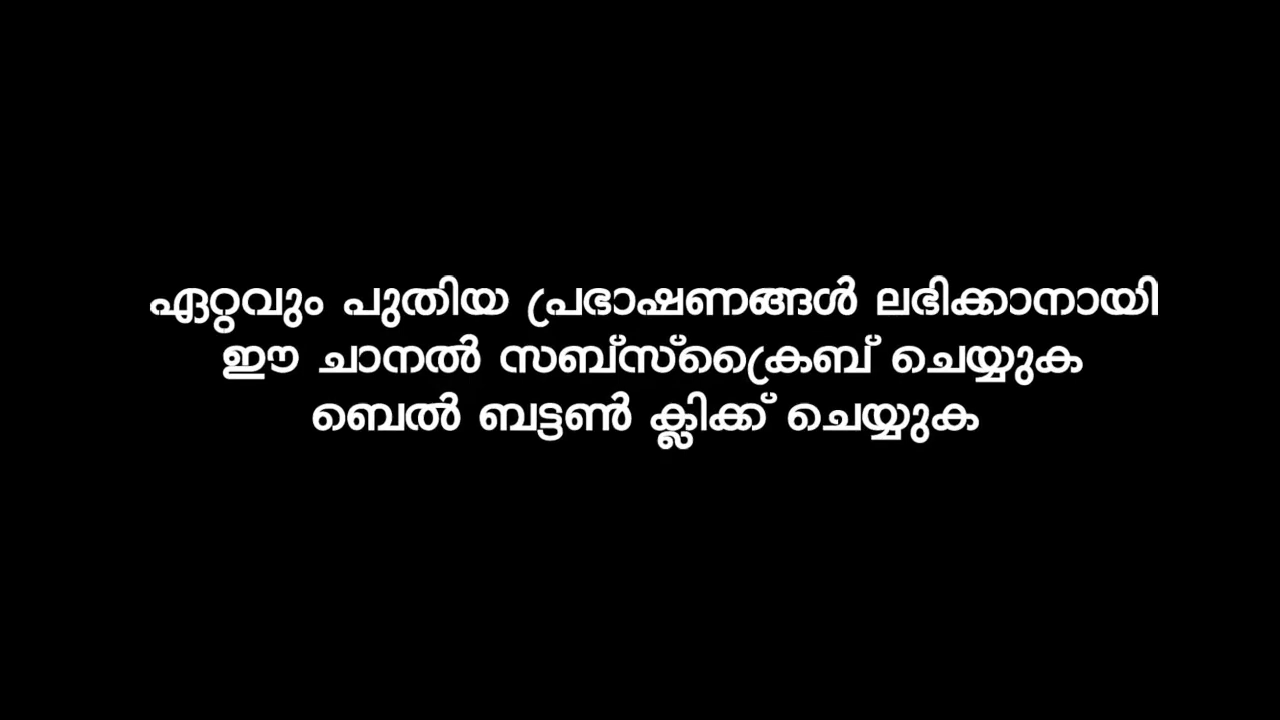 ഏറ്റവും പുതിയ പ്രഭാഷണങ്ങൾ ലഭിക്കാനായി
ഈ ചാനൽ സബ്സ്ക്രൈബ് ചെയ്യുക
ബെൽ ബട്ടൺ ക്ലിക്ക് ചെയ്യുക